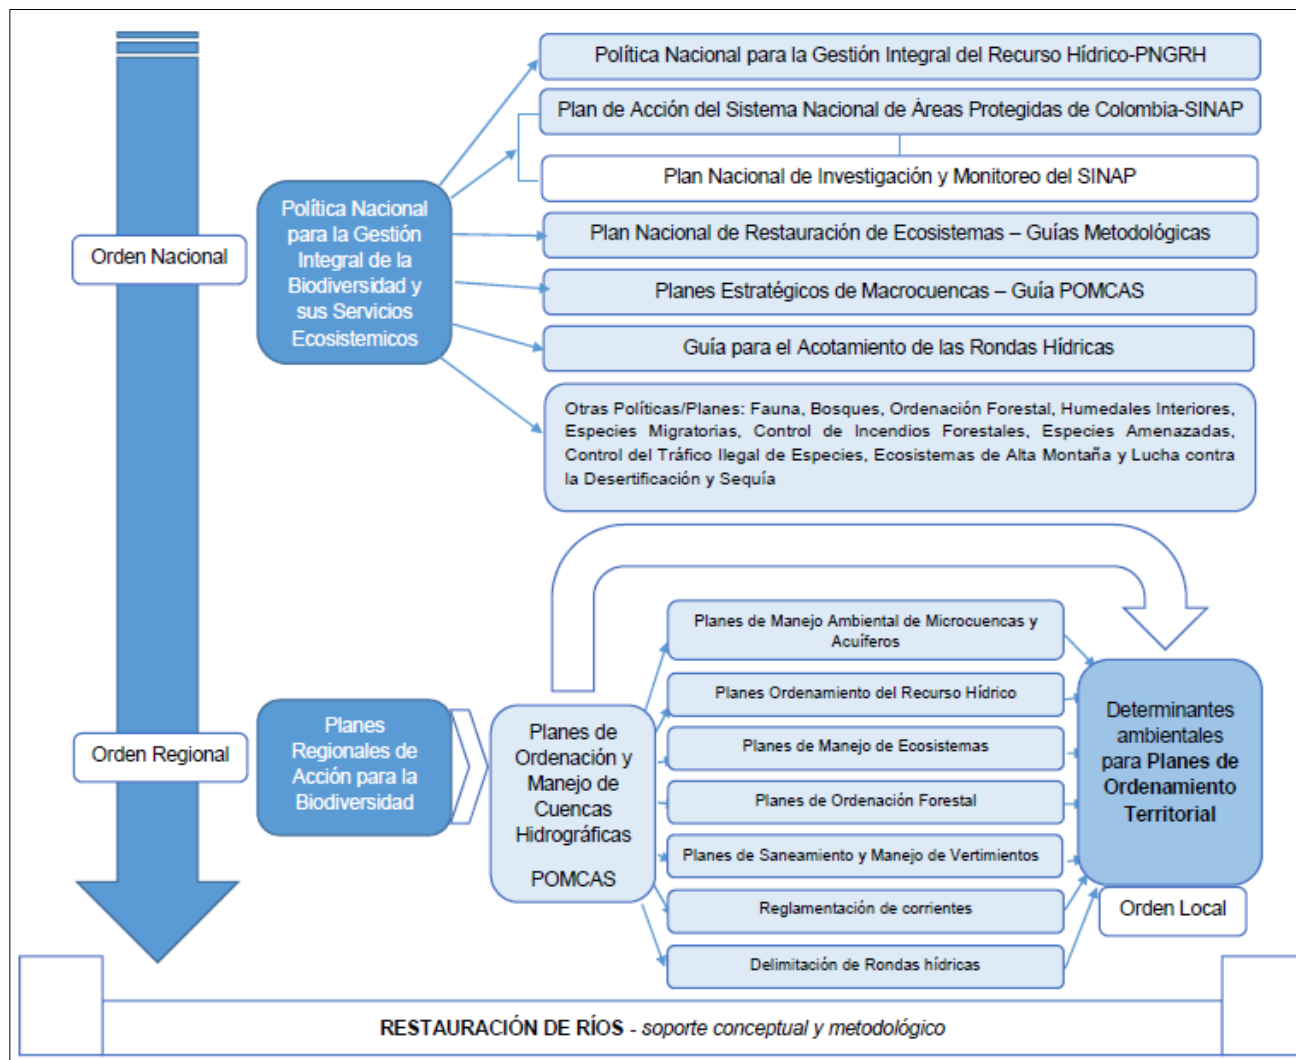 Política Nacional para la Gestión Integral del Recurso Hídrico-PNGRH
Plan de Acción del Sistema Nacional de Àreas Protegidas de Colombia-SINAP
Plan Nacional de Investigación y Monitoreo del SINAP
Política Nacional
para la Gestión
Integral de la
Biodiversidad y
sus Servicios
Ecosistemicos
Orden Nacional
Plan Nacional de Restauración de Ecosistemas – Guías Metodológicas
Planes Estratégicos de Macrocuencas – Guía POMCAS
Guía para el Acotamiento de las Rondas Hídricas
Otras Políticas/Planes: Fauna, Bosques, Ordenación Forestal, Humedales Interiores,
Especies Migratorias, Control de Incendios Forestales, Especies Amenazadas,
Control del Tráfico Ilegal de Especies, Ecosistemas de Alta Montaña y Lucha contra
la Desertificación y Sequía
Orden Regional
Planes
Regionales de
Acción para la
Biodiversidad
Planes de
Ordenación y
Manejo de
Cuencas
Hidrográficas
POMCAS
Planes de Manejo Ambiental de Microcuencas y
Acuíferos
Planes Ordenamiento del Recurso Hídrico
Planes de Manejo de Ecosistemas
Planes de Ordenación Forestal
Planes de Saneamiento y Manejo de Vertimientos
Reglamentación de corrientes
Delimitación de Rondas hídricas
Determinantes
ambientales
para Planes de
Ordenamiento
Territorial
Orden Local
RESTAURACIÓN DE RÍOS - soporte conceptual y metodológico